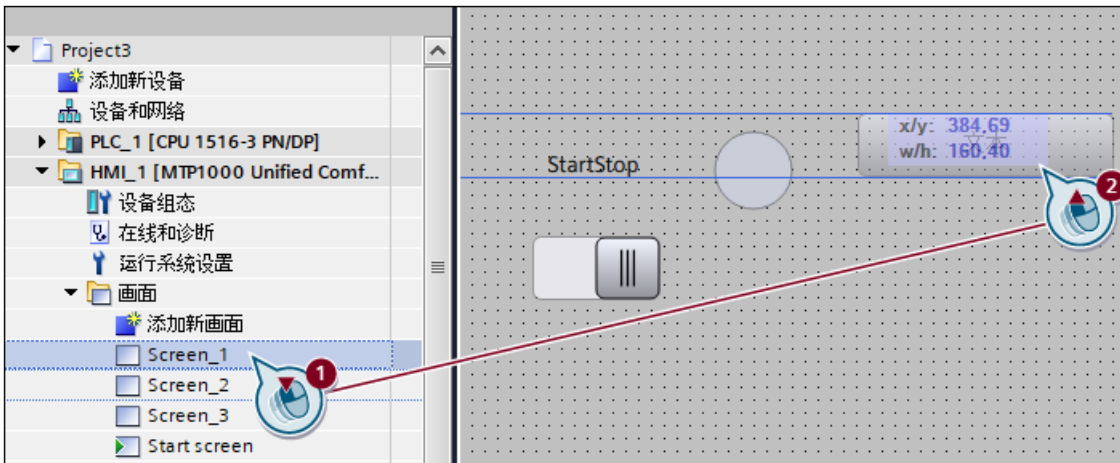 Project3
添加新设备
设备和网络
PLC_1 [CPU 1516-3 PN/DP]
HMI_1 [MTP1000 Unified Comf...
设备组态
在线和诊断
运行系统设置
画面
添加新画面
Screen_1
Screen_2
Screen_3
Start screen
StartStop
文本
x/y: 384,69
w/h: 160,40
1
2